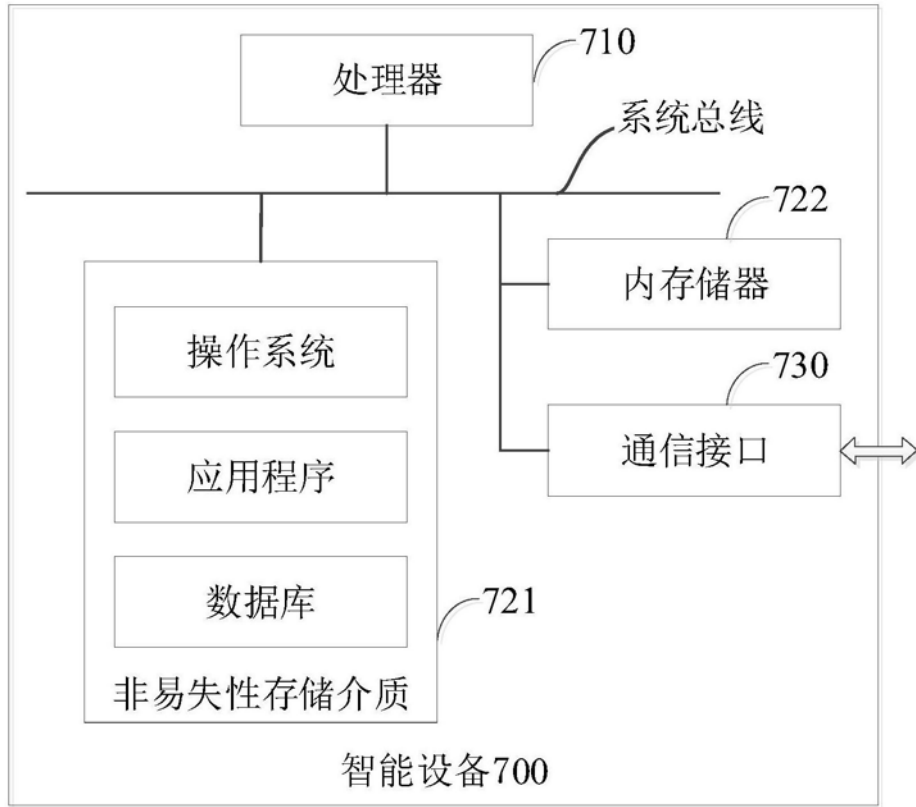 710
处理器
系统总线
722
内存储器
操作系统
730
通信接口
应用程序
数据库
721
非易失性存储介质
智能设备700